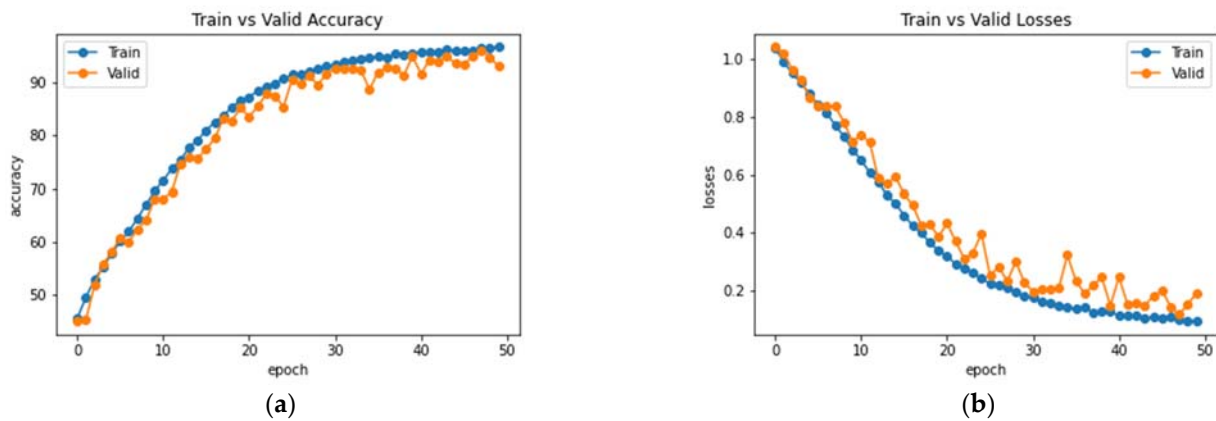 Train vs Valid Accuracy
Train
Valid
90
80
70
60
50
accuracy
0
10
20
30
40
50
epoch
(a)
Train vs Valid Losses
Train
Valid
1.0
0.8
0.6
0.4
0.2
losses
0
10
20
30
40
50
epoch
(b)